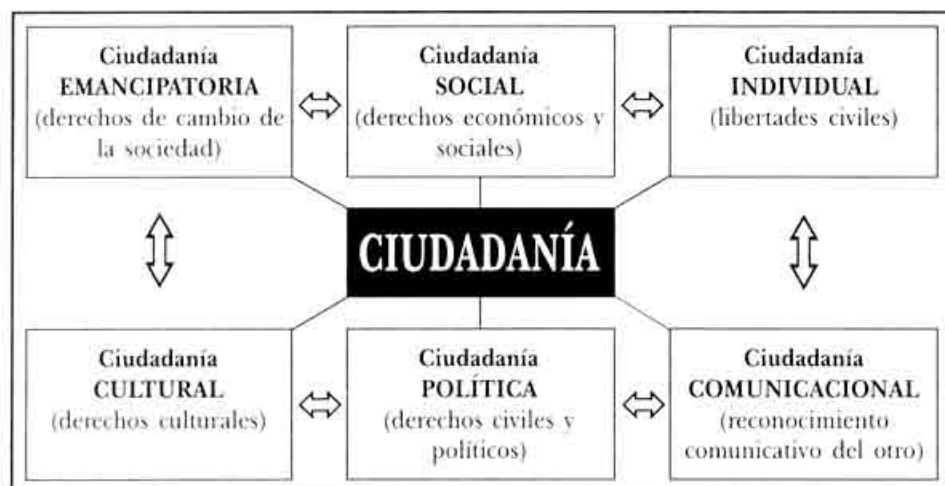 Ciudadanía
EMANCIPATORIA
(derechos de cambio de
la sociedad)
Ciudadanía
SOCIAL
(derechos económicos y
sociales)
Ciudadanía
INDIVIDUAL
(libertades civiles)
CIUDADANÍA
Ciudadanía
CULTURAL
(derechos culturales)
Ciudadanía
POLÍTICA
(derechos civiles y
políticos)
Ciudadanía
COMUNICACIONAL
(reconocimiento
comunicativo del otro)